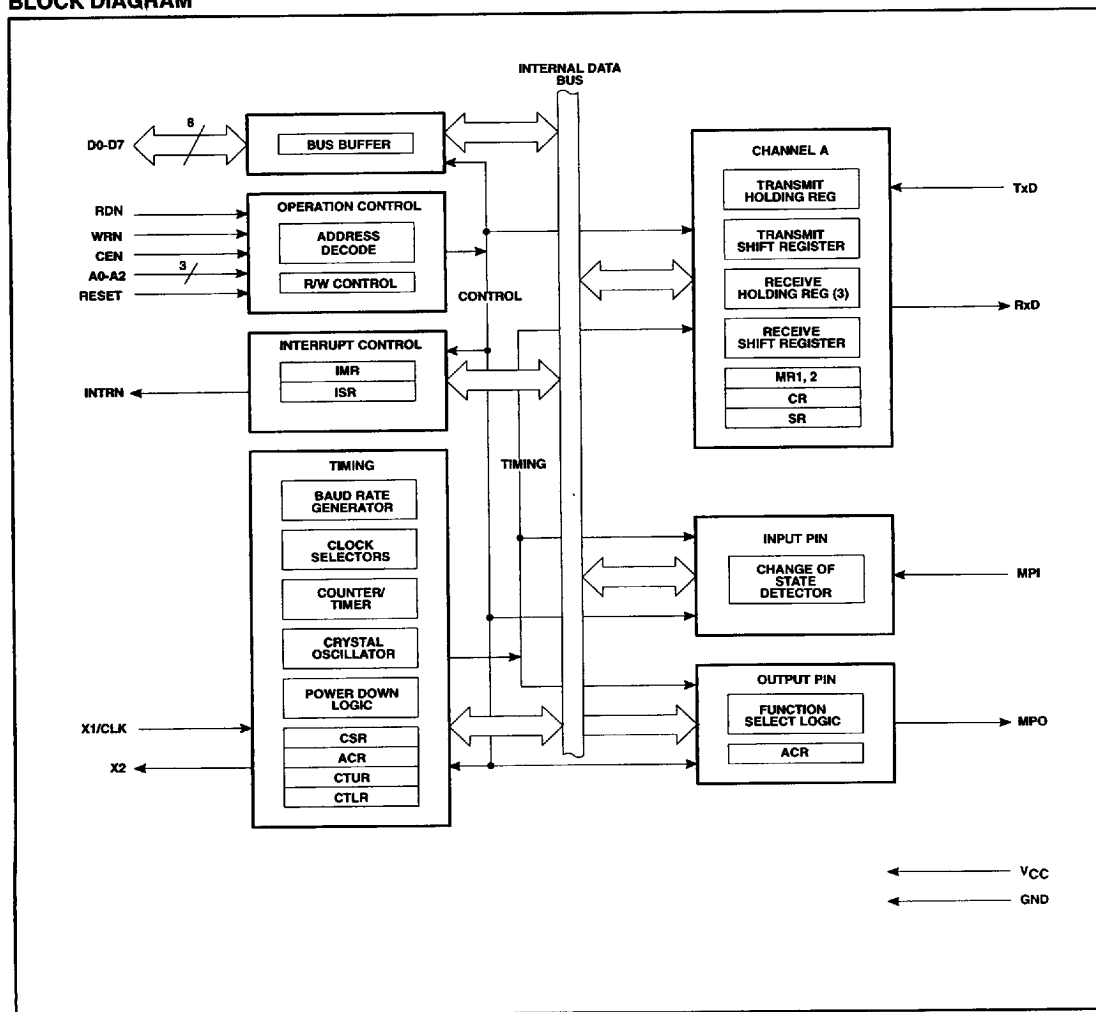 BLOCK DIAGRAM
INTERNAL DATA
BUS
8
D0-D7
BUS BUFFER
RDN
WRN
CEN
A0-A2
3
RESET
OPERATION CONTROL
ADDRESS
DECODE
R/W CONTROL
CONTROL
INTERRUPT CONTROL
IMR
ISR
INTRN
TIMING
BAUD RATE
GENERATOR
CLOCK
SELECTORS
COUNTER/
TIMER
CRYSTAL
OSCILLATOR
POWER DOWN
LOGIC
CSR
ACR
CTUR
CTLR
X1/CLK
X2
TIMING
CHANNEL A
TRANSMIT
HOLDING REG
TRANSMIT
SHIFT REGISTER
RECEIVE
HOLDING REG (3)
RECEIVE
SHIFT REGISTER
MR1, 2
CR
SR
TxD
RxD
INPUT PIN
CHANGE OF
STATE
DETECTOR
MPI
OUTPUT PIN
FUNCTION
SELECT LOGIC
ACR
MPO
VCC
GND